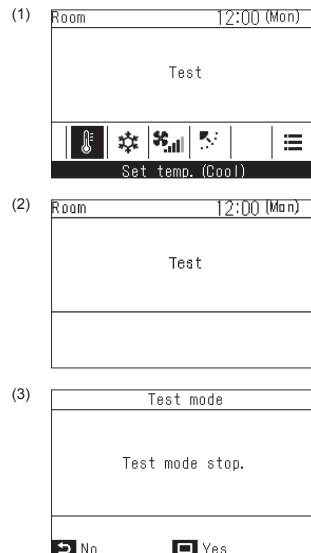 (1)
Room 12:00 (Mon)
Test
Set temp. (Cool)
(2)
Room 12:00 (Mon)
Test
(3)
Test mode
Test mode stop.
No Yes